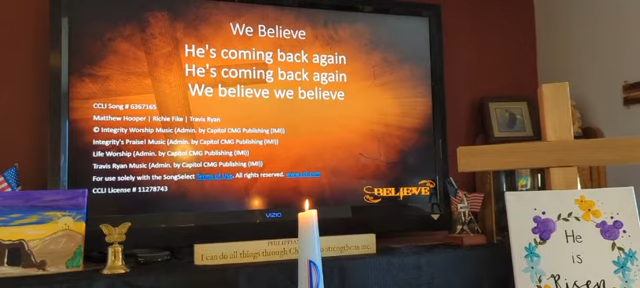 We Believe
He's coming back again
He's coming back again
We believe we believe
CCLI Song # 6367165
Matthew Hooper | Richie Fike | Travis Ryan
© Integrity Worship Music (Admin. by Capitol CMG Publishing (IMI))
Integrity's Praise! Music (Admin. by Capitol CMG Publishing (IMI))
Life Worship (Admin. by Capitol CMG Publishing (IMI))
Travis Ryan Music (Admin. by Capitol CMG Publishing (IMI))
For use solely with the SongSelect Terms of Use. All rights reserved.
CCLI License # 11278743
BELIEVE
VIZIO
I can do all things through me.
He
is
Risen